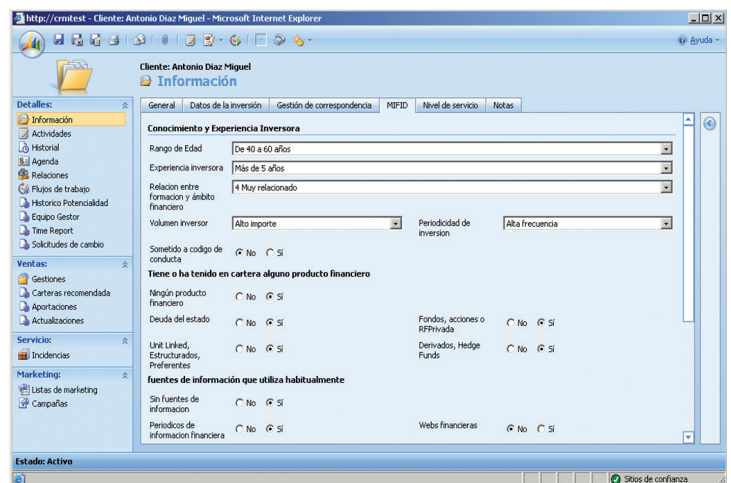 http://crmtest - Cliente: Antonio Diaz Miguel - Microsoft Internet Explorer
Ayuda
Cliente: Antonio Diaz Miguel
Información
Detalles:
Información
Actividades
Historial
Agenda
Relaciones
Flujos de trabajo
Historico Potencialidad
Equipo Gestor
Time Report
Solicitudes de cambio
Ventas:
Gestiones
Carteras recomendada
Aportaciones
Actualizaciones
Servicio:
Incidencias
Marketing:
Listas de marketing
Campañas
General Datos de la inversión Gestión de correspondencia MIFID Nivel de servicio Notas
Conocimiento y Experiencia Inversora
Rango de Edad De 40 a 60 años
Experiencia inversora Más de 5 años
Relacion entre 4 Muy relacionado
formacion y ámbito
financiero
Volumen inversor Alto importe Periodicidad de Alta frecuencia
inversion
Sometido a codigo de No Sí
conducta
Tiene o ha tenido en cartera alguno producto financiero
Ningún producto No Sí
financiero
Deuda del estado No Sí Fondos, acciones o No Sí
RFPrivada
Unit Linked, No Sí Derivados, Hedge No Sí
Estructurados, Funds
Preferentes
fuentes de información que utiliza habitualmente
Sin fuentes de No Sí
informacion
Periodicos de No Sí Webs financieras No Sí
informacion financiera
Estado: Activo
Sitios de confianza